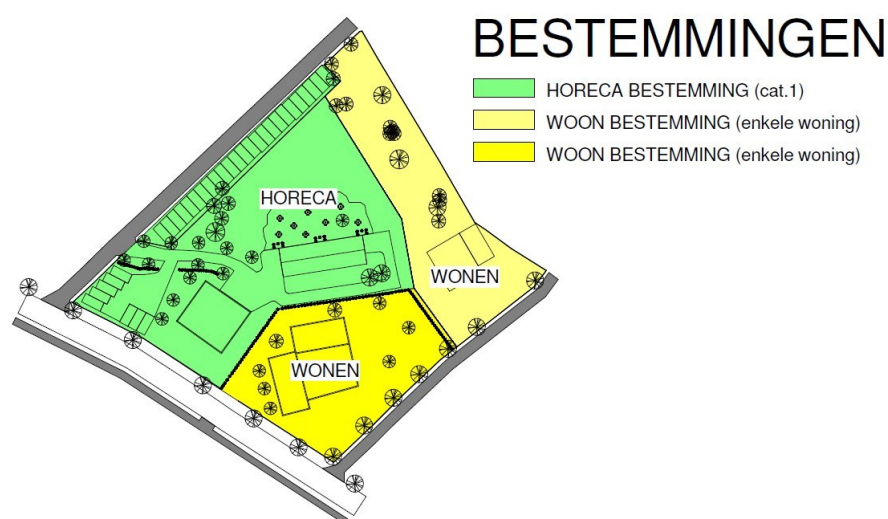 BESTEMMINGEN
HORECA BESTEMMING (cat.1)
WOON BESTEMMING (enkele woning)
WOON BESTEMMING (enkele woning)
HORECA
WONEN
WONEN